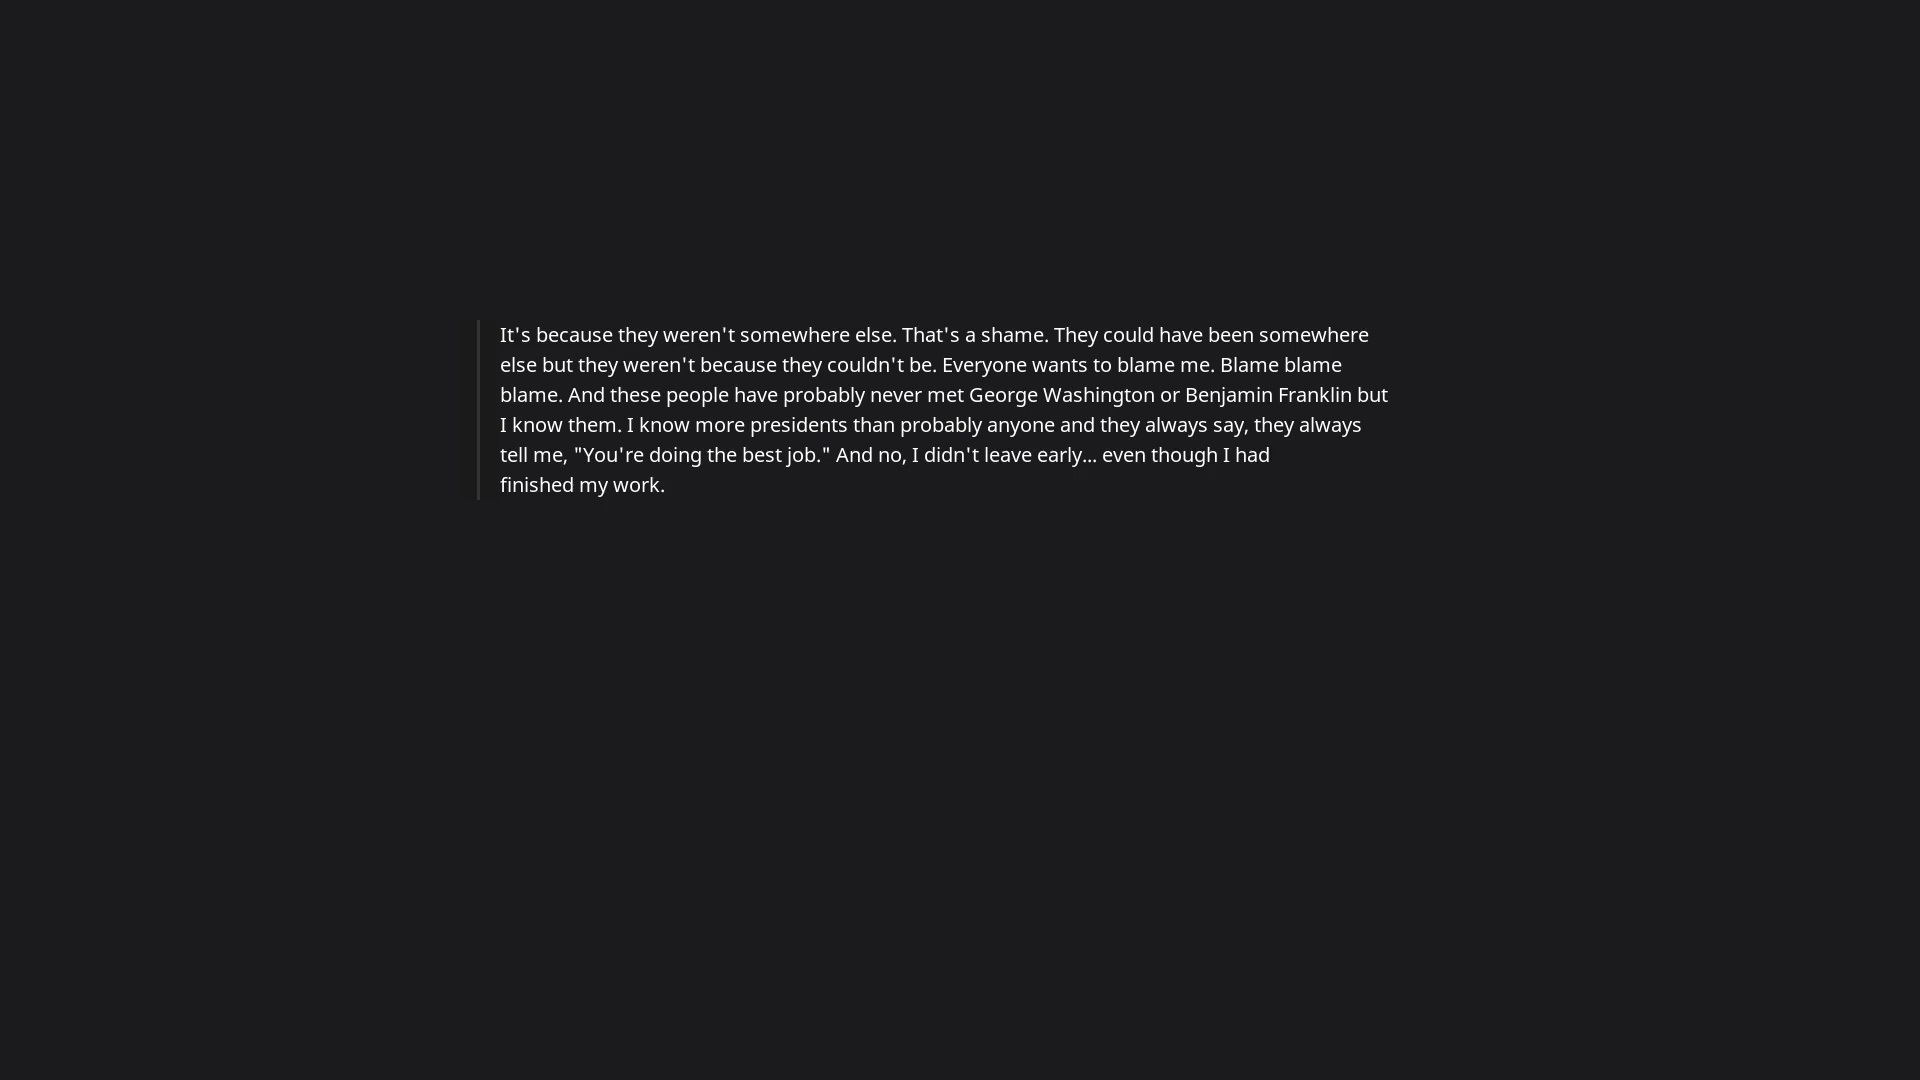 It's because they weren't somewhere else. That's a shame. They could have been somewhere
else but they weren't because they couldn't be. Everyone wants to blame me. Blame blame
blame. And these people have probably never met George Washington or Benjamin Franklin but
I know them. I know more presidents than probably anyone and they always say, they always
tell me, "You're doing the best job." And no, I didn't leave early... even though I had
finished my work.